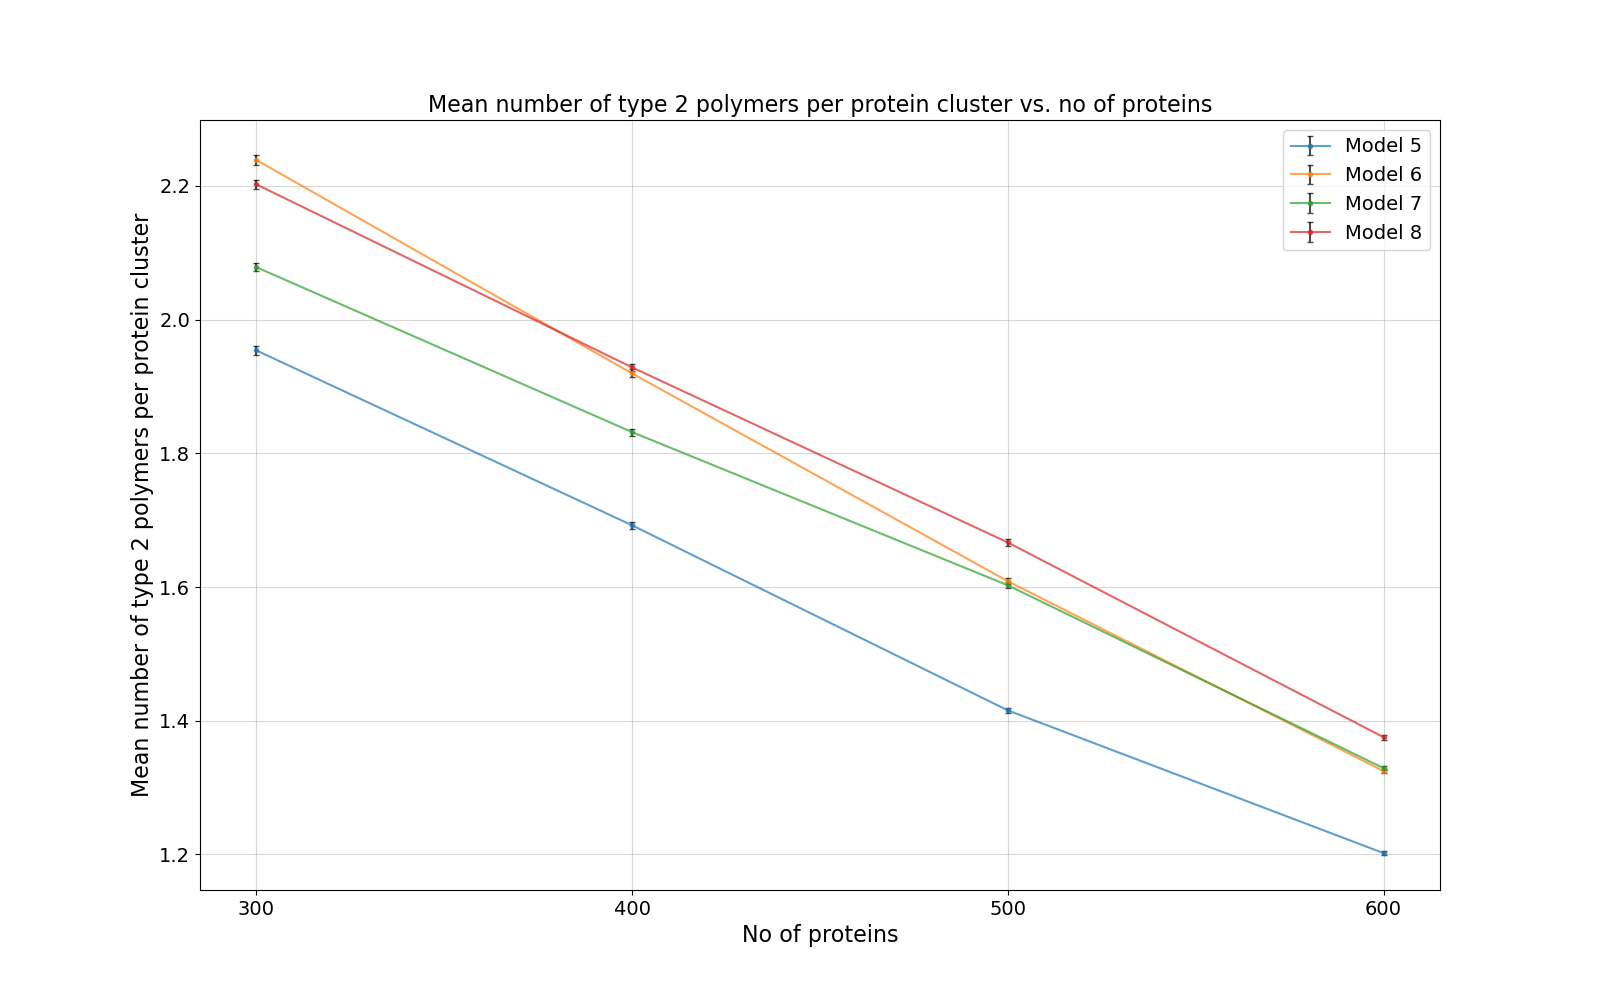 Mean number of type 2 polymers per protein cluster vs. no of proteins
Mean number of type 2 polymers per protein cluster
2.2
2.0
1.8
1.6
1.4
1.2
Model 5
Model 6
Model 7
Model 8
300 400 500 600
No of proteins